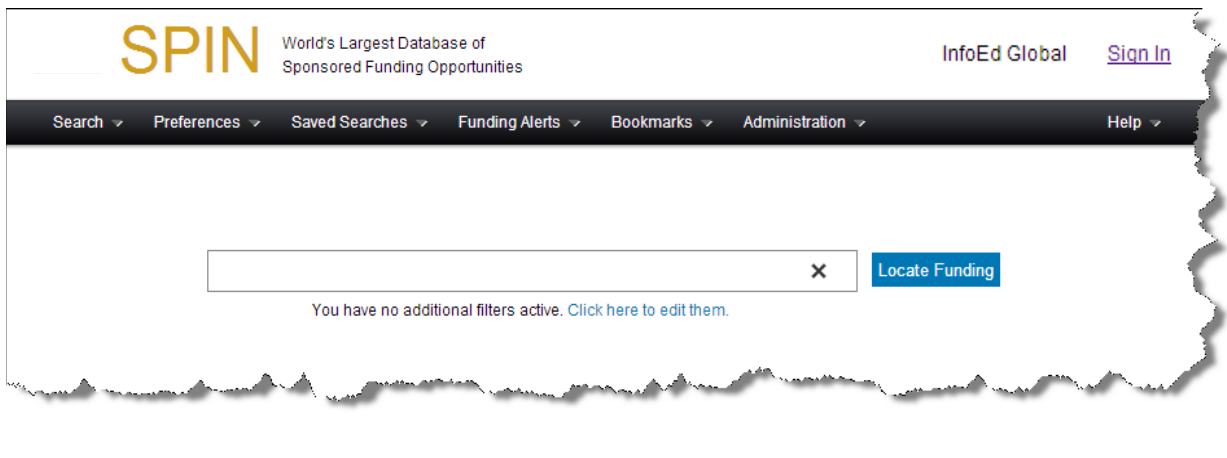 SPIN
World's Largest Database of
Sponsored Funding Opportunities
InfoEd Global Sign In
Search Preferences Saved Searches Funding Alerts Bookmarks Administration Help
Locate Funding
You have no additional filters active. Click here to edit them.